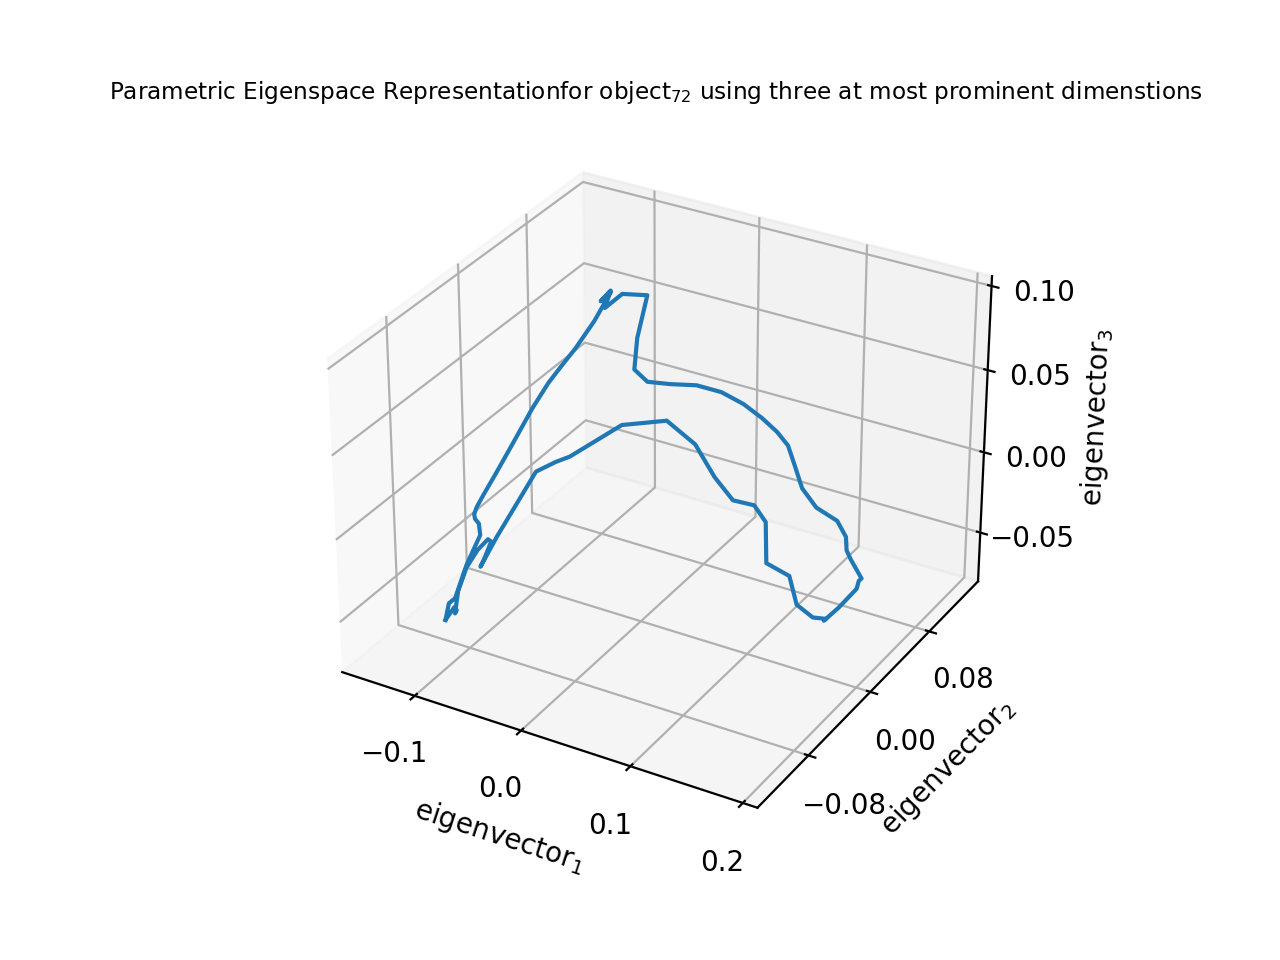 Parametric Eigenspace Representationfor object₇₂ using three at most prominent dimenstions
0.10
0.05
0.00
−0.05
eigenvector₃
0.08
0.00
−0.08
eigenvector₂
−0.1
0.0
0.1
0.2
eigenvector₁